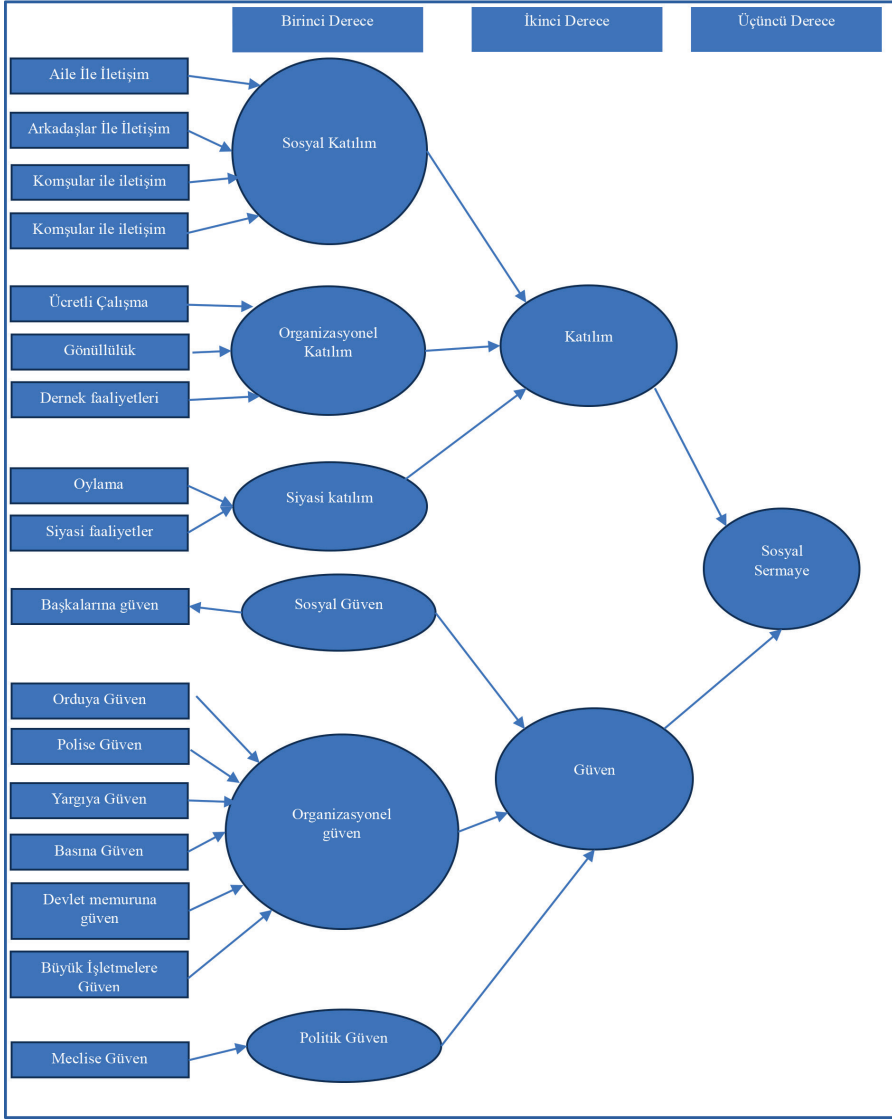 Birinci Derece
İkinci Derece
Üçüncü Derece
Aile İle İletişim
Arkadaşlar İle İletişim
Komşular ile iletişim
Komşular ile iletişim
Sosyal Katılım
Ücretli Çalışma
Gönüllülük
Dernek faaliyetleri
Organizasyonel
Katılım
Katılım
Oylama
Siyasi faaliyetler
Siyasi katılım
Sosyal
Sermaye
Başkalarına güven
Sosyal Güven
Orduya Güven
Polise Güven
Yargıya Güven
Basına Güven
Devlet memuruna
güven
Büyük İşletmelere
Güven
Organizasyonel
güven
Güven
Meclise Güven
Politik Güven